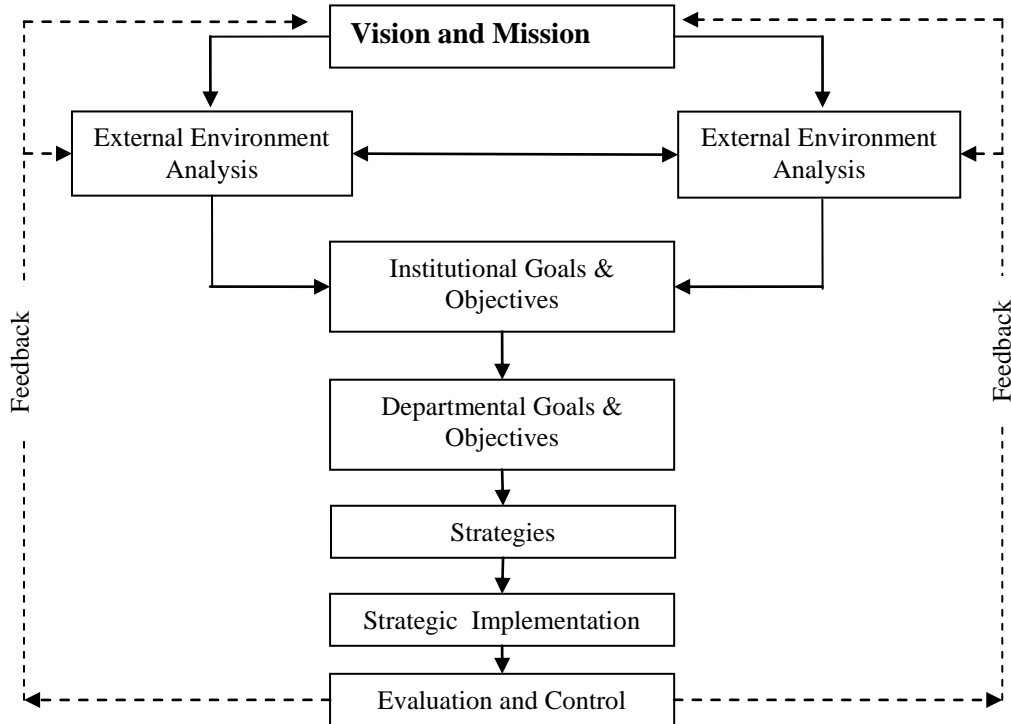 Vision and Mission
External Environment
Analysis
External Environment
Analysis
Institutional Goals &
Objectives
Feedback
Feedback
Departmental Goals &
Objectives
Strategies
Strategic Implementation
Evaluation and Control